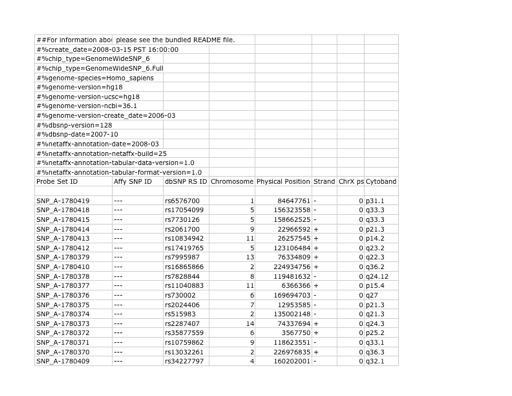 ##For information abo please see the bundled README file.
#%create_date=2008-03-15 PST 16:00:00
#%chip_type=GenomeWideSNP_6
#%chip_type=GenomeWideSNP_6.Full
#%genome-species=Homo_sapiens
#%genome-version=hg18
#%genome-version-ucsc=hg18
#%genome-version-ncbi=36.1
#%genome-version-create_date=2006-03
#%dbsnp-version=128
#%dbsnp-date=2007-10
#%netaffx-annotation-date=2008-03
#%netaffx-annotation-netaffx-build=25
#%netaffx-annotation-tabular-data-version=1.0
#%netaffx-annotation-tabular-format-version=1.0
Probe Set ID Affy SNP ID dbSNP RS ID Chromosome Physical Position Strand ChrX ps Cytoband
SNP_A-1780419 --- rs6576700 1 84647761 - 0 p31.1
SNP_A-1780418 --- rs17054099 5 156323558 - 0 q33.3
SNP_A-1780415 --- rs7730126 5 158662525 - 0 q33.3
SNP_A-1780414 --- rs2061700 9 22966592 + 0 p21.3
SNP_A-1780413 --- rs10834942 11 26257545 + 0 p14.2
SNP_A-1780412 --- rs17419765 5 123106484 + 0 q23.2
SNP_A-1780379 --- rs7995987 13 76334809 + 0 q22.3
SNP_A-1780410 --- rs16865866 2 224934756 + 0 q36.2
SNP_A-1780378 --- rs7828844 8 119481632 - 0 q24.12
SNP_A-1780377 --- rs11040883 11 6366366 + 0 p15.4
SNP_A-1780376 --- rs730002 6 169694703 - 0 q27
SNP_A-1780375 --- rs2024406 7 12953585 - 0 p21.3
SNP_A-1780374 --- rs515983 2 135002148 - 0 q21.3
SNP_A-1780373 --- rs2287407 14 74337694 + 0 q24.3
SNP_A-1780372 --- rs35877559 6 3567750 + 0 p25.2
SNP_A-1780371 --- rs10759862 9 118623551 - 0 q33.1
SNP_A-1780370 --- rs13032261 2 226976835 + 0 q36.3
SNP_A-1780409 --- rs34227797 4 160202001 - 0 q32.1